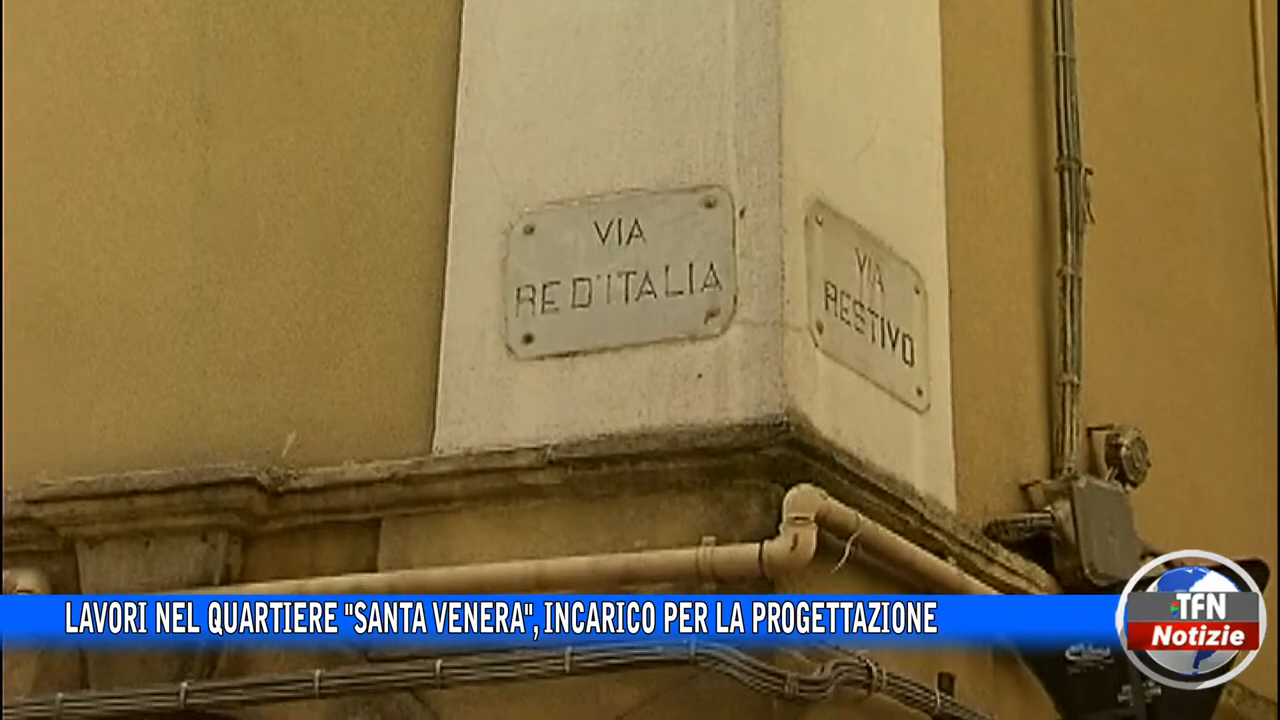 VIA
RE D'ITALIA
VIA
RESTIVO
LAVORI NEL QUARTIERE "SANTA VENERA", INCARICO PER LA PROGETTAZIONE
TFN
Notizie